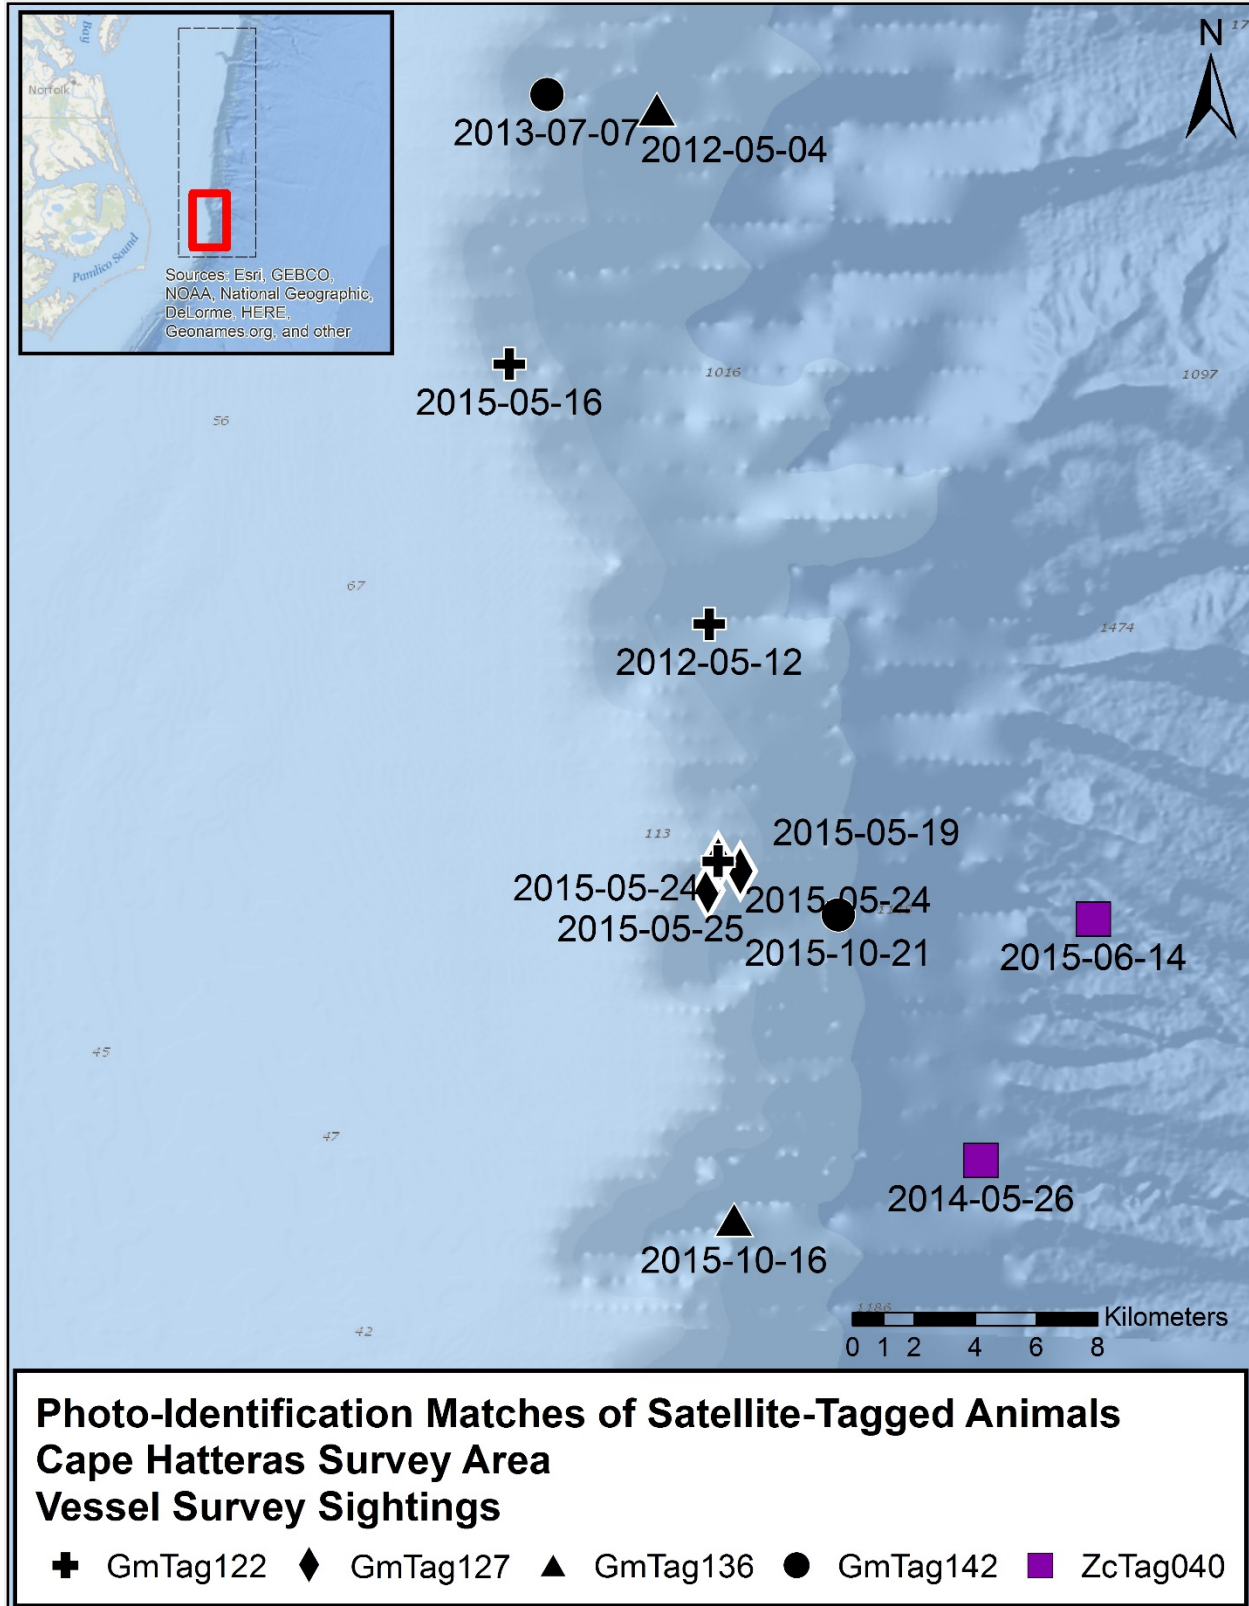 Bay
Norfolk
Pamlico Sound
Sources: Esri, GEBCO,
NOAA, National Geographic,
DeLorme, HERE,
Geonames.org, and other
N
2013-07-07
2012-05-04
1016
1097
2015-05-16
56
67
1474
2012-05-12
113
2015-05-19
2015-05-24
2015-05-24
2015-05-25
2015-10-21
2015-06-14
45
47
2014-05-26
2015-10-16
1186
42
Kilometers
0 1 2 4 6 8
Photo-Identification Matches of Satellite-Tagged Animals
Cape Hatteras Survey Area
Vessel Survey Sightings
GmTag122 GmTag127 GmTag136 GmTag142 ZcTag040